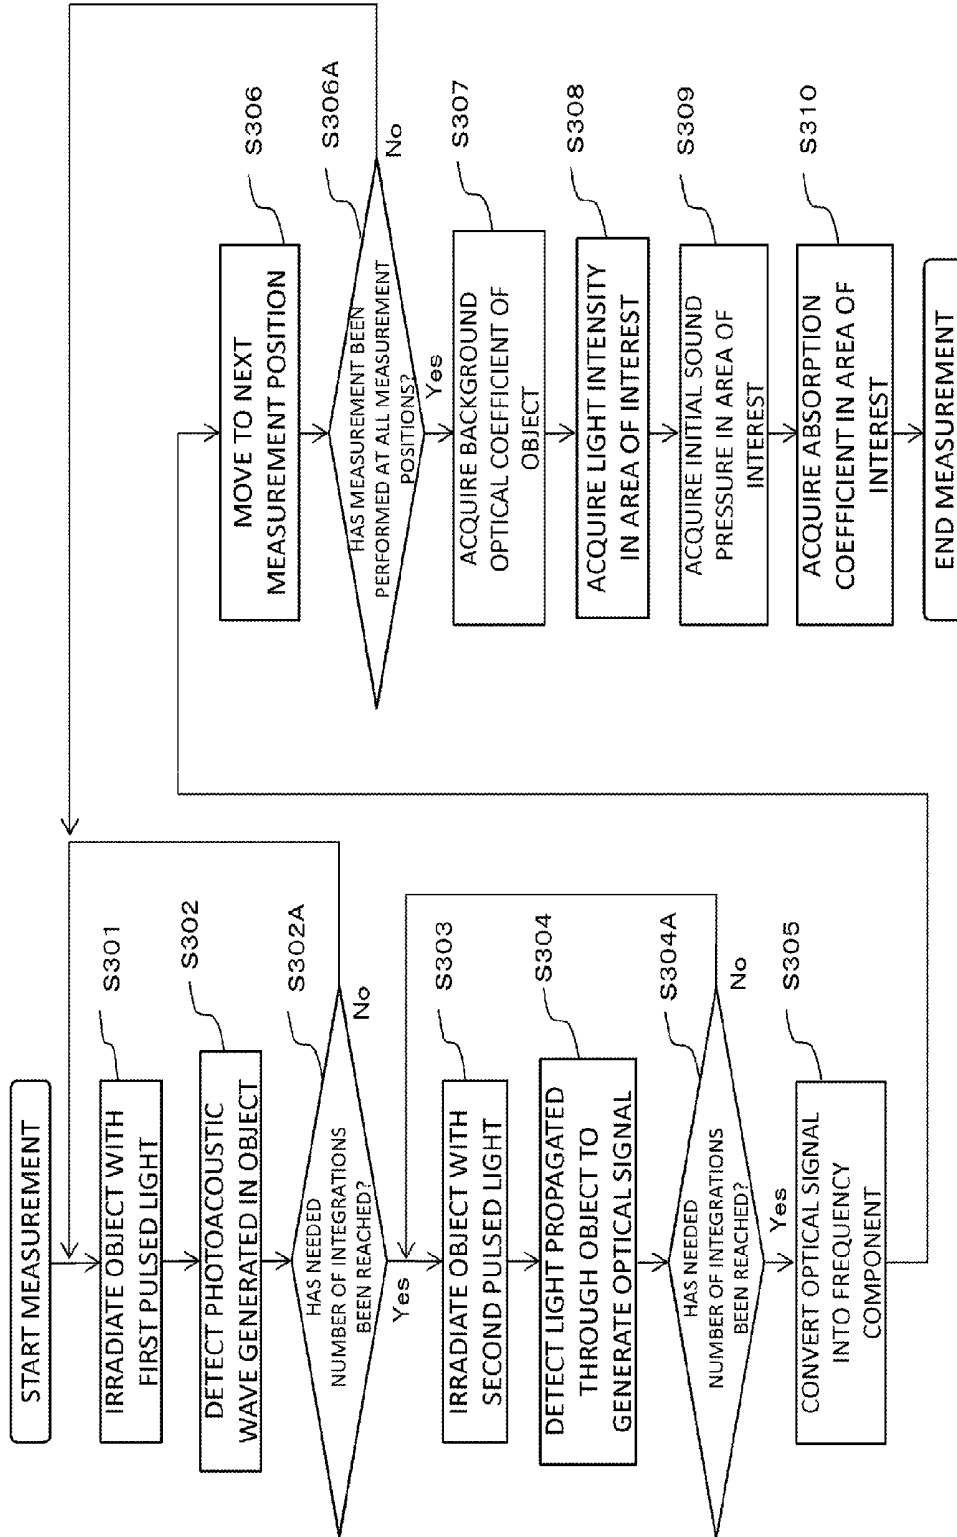 START MEASUREMENT
IRRADIATE OBJECT WITH
FIRST PULSED LIGHT
S301
DETECT PHOTOACOUSTIC
WAVE GENERATED IN OBJECT
S302
HAS NEEDED
NUMBER OF INTEGRATIONS
BEEN REACHED?
S302A
No
Yes
IRRADIATE OBJECT WITH
SECOND PULSED LIGHT
S303
DETECT LIGHT PROPAGATED
THROUGH OBJECT TO
GENERATE OPTICAL SIGNAL
S304
HAS NEEDED
NUMBER OF INTEGRATIONS
BEEN REACHED?
S304A
No
Yes
CONVERT OPTICAL SIGNAL
INTO FREQUENCY
COMPONENT
S305
MOVE TO NEXT
MEASUREMENT POSITION
S306
HAS MEASUREMENT BEEN
PERFORMED AT ALL MEASUREMENT
POSITIONS?
S306A
No
Yes
ACQUIRE BACKGROUND
OPTICAL COEFFICIENT OF
OBJECT
S307
ACQUIRE LIGHT INTENSITY
IN AREA OF INTEREST
S308
ACQUIRE INITIAL SOUND
PRESSURE IN AREA OF
INTEREST
S309
ACQUIRE ABSORPTION
COEFFICIENT IN AREA OF
INTEREST
S310
END MEASUREMENT